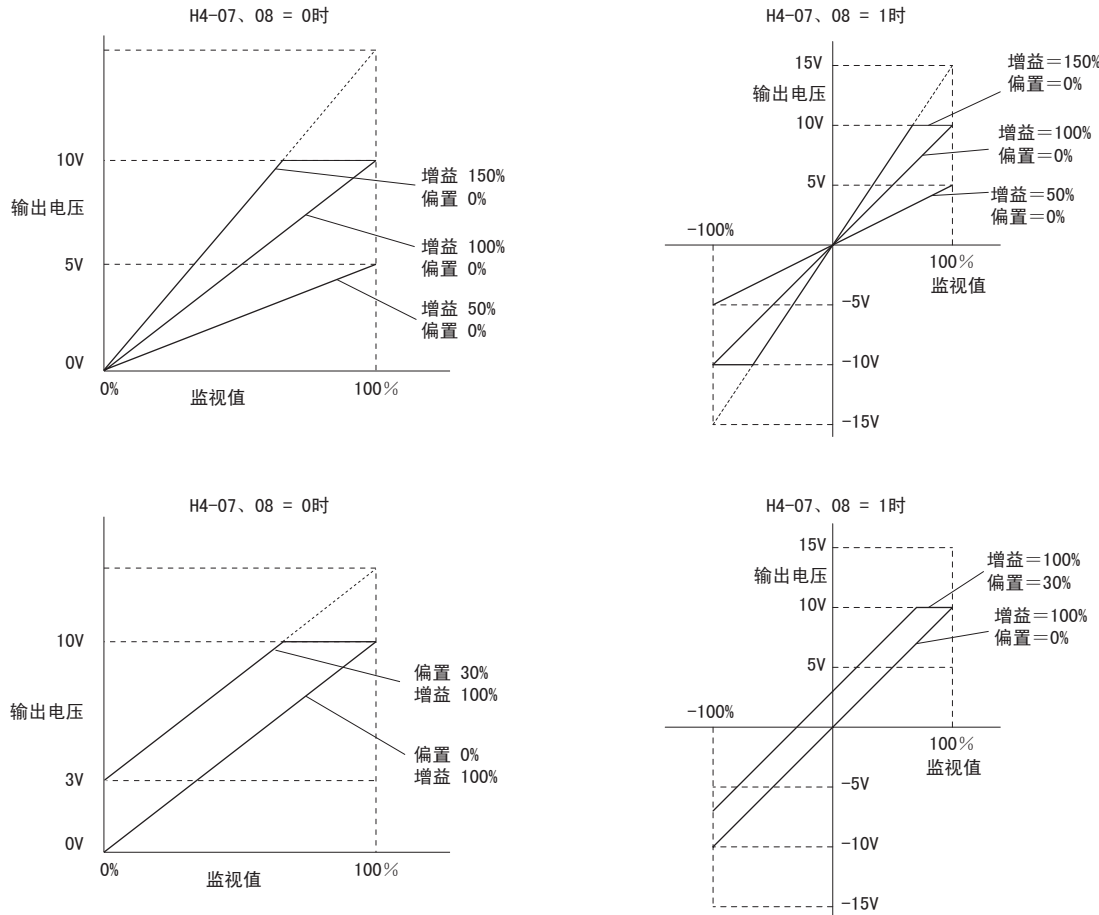 H4-07、08 = 0时
10V
输出电压
5V
0V
0%
监视值
100%
增益 150%
偏置 0%
增益 100%
偏置 0%
增益 50%
偏置 0%
H4-07、08 = 1时
15V
输出电压
10V
5V
-100%
100%
监视值
-5V
-10V
-15V
增益=150%
偏置=0%
增益=100%
偏置=0%
增益=50%
偏置=0%
H4-07、08 = 0时
10V
输出电压
3V
0V
0%
监视值
100%
偏置 30%
增益 100%
偏置 0%
增益 100%
H4-07、08 = 1时
15V
输出电压
10V
5V
-100%
100%
监视值
-5V
-10V
-15V
增益=100%
偏置=30%
增益=100%
偏置=0%